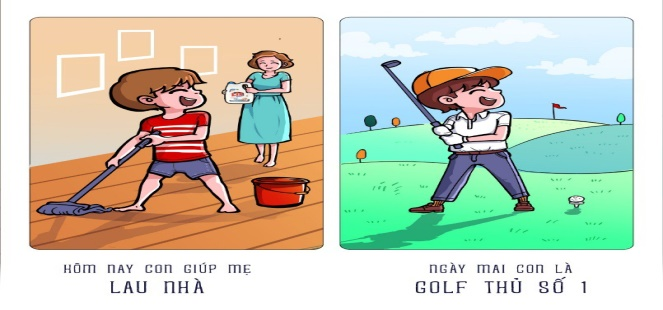 HÔM NAY CON GIÚP MẸ
LAU NHÀ
NGÀY MAI CON LÀ
GOLF THỦ SỐ 1